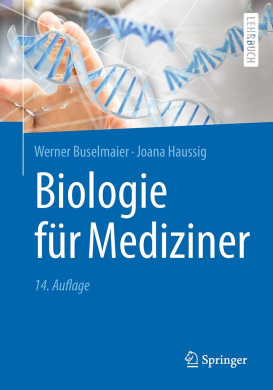 LEHRBUCH
Werner Buselmaier · Joana Haussig
Biologie
für Mediziner
14. Auflage
Springer